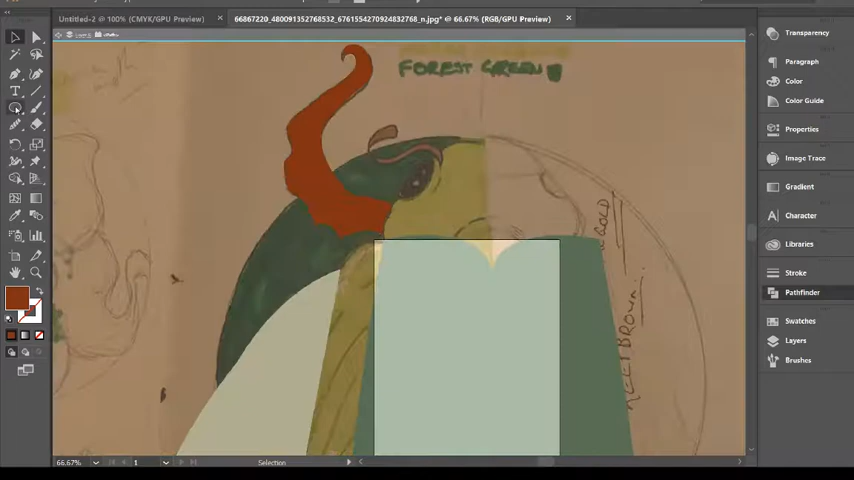 Untitled-2 @ 100% (CMYK/GPU Preview)
66867220_480091352768532_6761554270924832768_n.jpg* @ 66.67% (RGB/GPU Preview)
FOREST GREEN
GOLD
BROWN
Transparency
Paragraph
Color
Color Guide
Properties
Image Trace
Gradient
Character
Libraries
Stroke
Pathfinder
Swatches
Layers
Brushes
66.67%
1
Selection